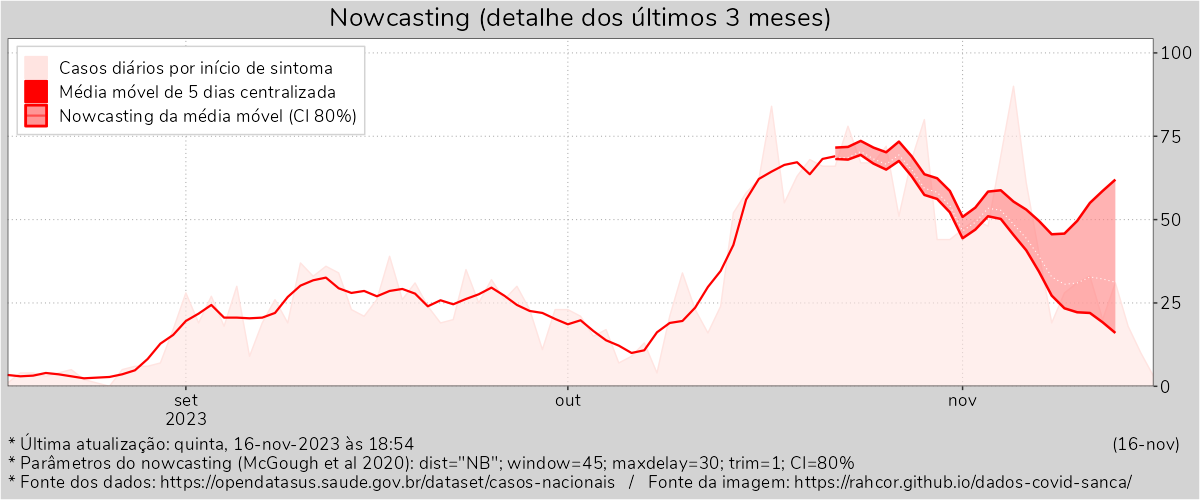 Nowcasting (detalhe dos últimos 3 meses)
Casos diários por início de sintoma
Média móvel de 5 dias centralizada
Nowcasting da média móvel (CI 80%)
100
75
50
25
0
set
2023
out
nov
* Última atualização: quinta, 16-nov-2023 às 18:54
(16-nov)
* Parâmetros do nowcasting (McGough et al 2020): dist="NB"; window=45; maxdelay=30; trim=1; CI=80%
* Fonte dos dados: https://opendatasus.saude.gov.br/dataset/casos-nacionais / Fonte da imagem: https://rahcor.github.io/dados-covid-sanca/